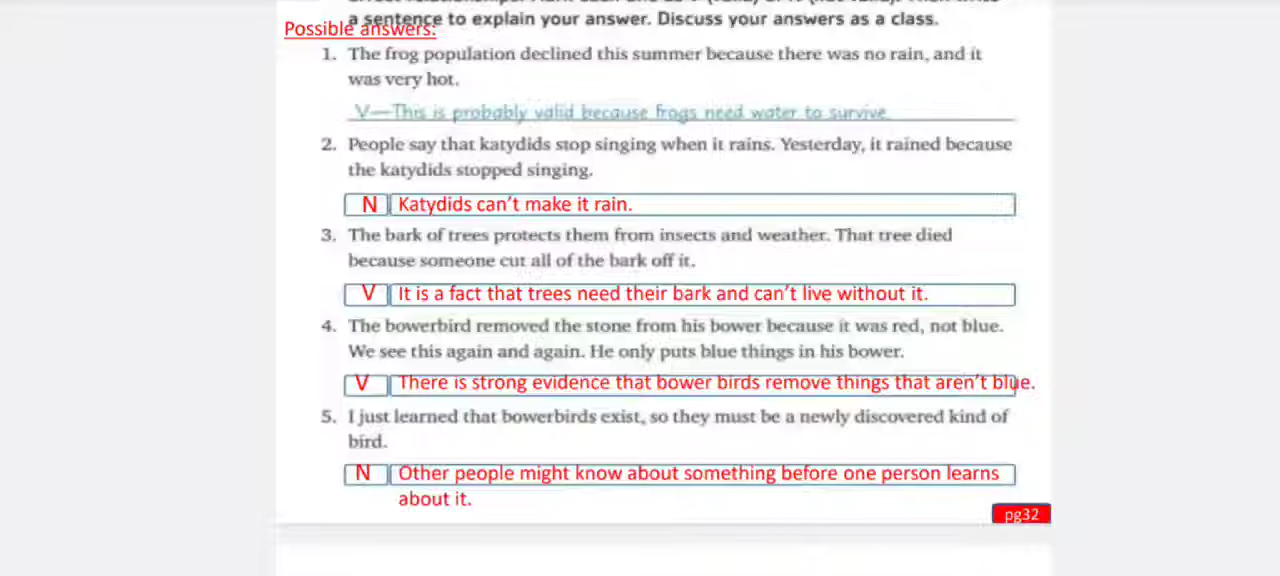 a sentence to explain your answer. Discuss your answers as a class.
Possible answers:
1. The frog population declined this summer because there was no rain, and it
was very hot.
V—This is probably valid because frogs need water to survive.
2. People say that katydids stop singing when it rains. Yesterday, it rained because
the katydids stopped singing.
N Katydids can't make it rain.
3. The bark of trees protects them from insects and weather. That tree died
because someone cut all of the bark off it.
V It is a fact that trees need their bark and can't live without it.
4. The bowerbird removed the stone from his bower because it was red, not blue.
We see this again and again. He only puts blue things in his bower.
V There is strong evidence that bower birds remove things that aren't blue.
5. I just learned that bowerbirds exist, so they must be a newly discovered kind of
bird.
N Other people might know about something before one person learns
about it.
pg32